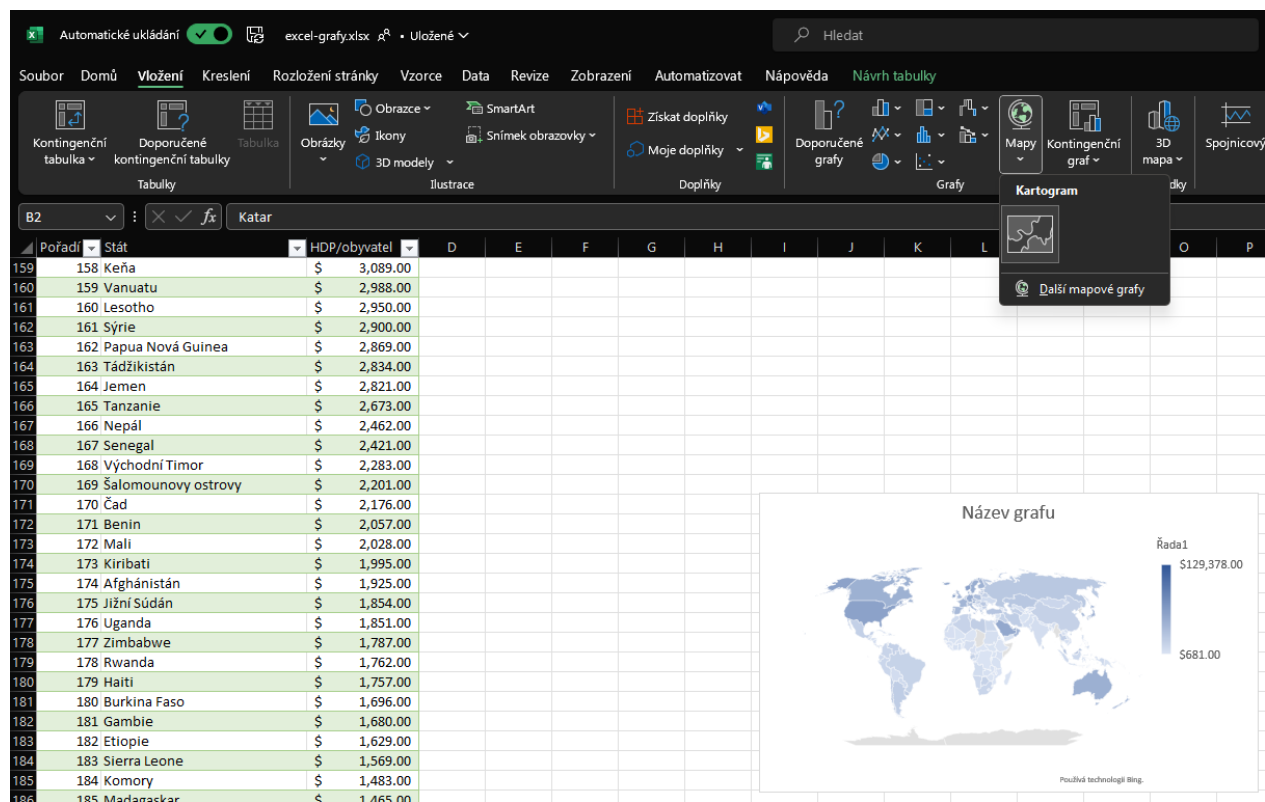 Automatické ukládání excel-grafy.xlsx • Uložené Hledat
Soubor Domů Vložení Kreslení Rozložení stránky Vzorce Data Revize Zobrazení Automatizovat Nápověda Návrh tabulky
Kontingenční tabulka
Doporučené kontingenční tabulky
Tabulka
Tabulky
Obrázky
Obrazce
Ikony
3D modely
SmartArt
Snímek obrazovky
Ilustrace
Získat doplňky
Moje doplňky
Doplňky
Doporučené grafy
Mapy
Kontingenční graf
Grafy
3D mapa
dky
Spojnicový
Kartogram
Další mapové grafy
B2 fx Katar
Pořadí Stát HDP/obyvatel D E F G H I J K L O P
159 158 Keňa $ 3,089.00
160 159 Vanuatu $ 2,988.00
161 160 Lesotho $ 2,950.00
162 161 Sýrie $ 2,900.00
163 162 Papua Nová Guinea $ 2,869.00
164 163 Tádžikistán $ 2,834.00
165 164 Jemen $ 2,821.00
166 165 Tanzanie $ 2,673.00
167 166 Nepál $ 2,462.00
168 167 Senegal $ 2,421.00
169 168 Východní Timor $ 2,283.00
170 169 Šalomounovy ostrovy $ 2,201.00
171 170 Čad $ 2,176.00
172 171 Benin $ 2,057.00
173 172 Mali $ 2,028.00
174 173 Kiribati $ 1,995.00
175 174 Afghánistán $ 1,925.00
176 175 Jižní Súdán $ 1,854.00
177 176 Uganda $ 1,851.00
178 177 Zimbabwe $ 1,787.00
179 178 Rwanda $ 1,762.00
180 179 Haiti $ 1,757.00
181 180 Burkina Faso $ 1,696.00
182 181 Gambie $ 1,680.00
183 182 Etiopie $ 1,629.00
184 183 Sierra Leone $ 1,569.00
185 184 Komory $ 1,483.00
186 185 Madagaskar $ 1,465.00
Název grafu
Řada1
$129,378.00
$681.00
Používá technologii Bing.